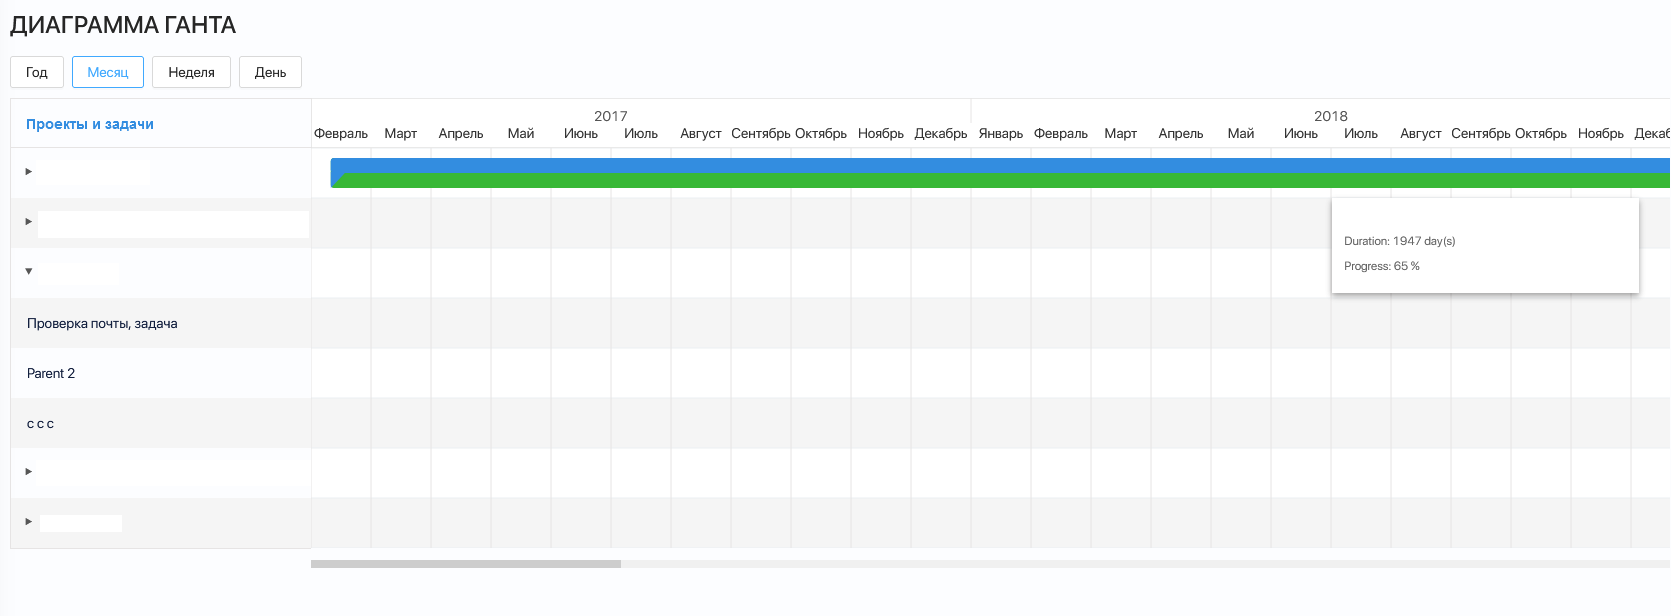 ДИАГРАММА ГАНТА
Год Месяц Неделя День
Проекты и задачи
2017 2018
Февраль Март Апрель Май Июнь Июль Август Сентябрь Октябрь Ноябрь Декабрь Январь Февраль Март Апрель Май Июнь Июль Август Сентябрь Октябрь Ноябрь Декаб
Duration: 1947 day(s)
Progress: 65 %
Проверка почты, задача
Parent 2
с с с